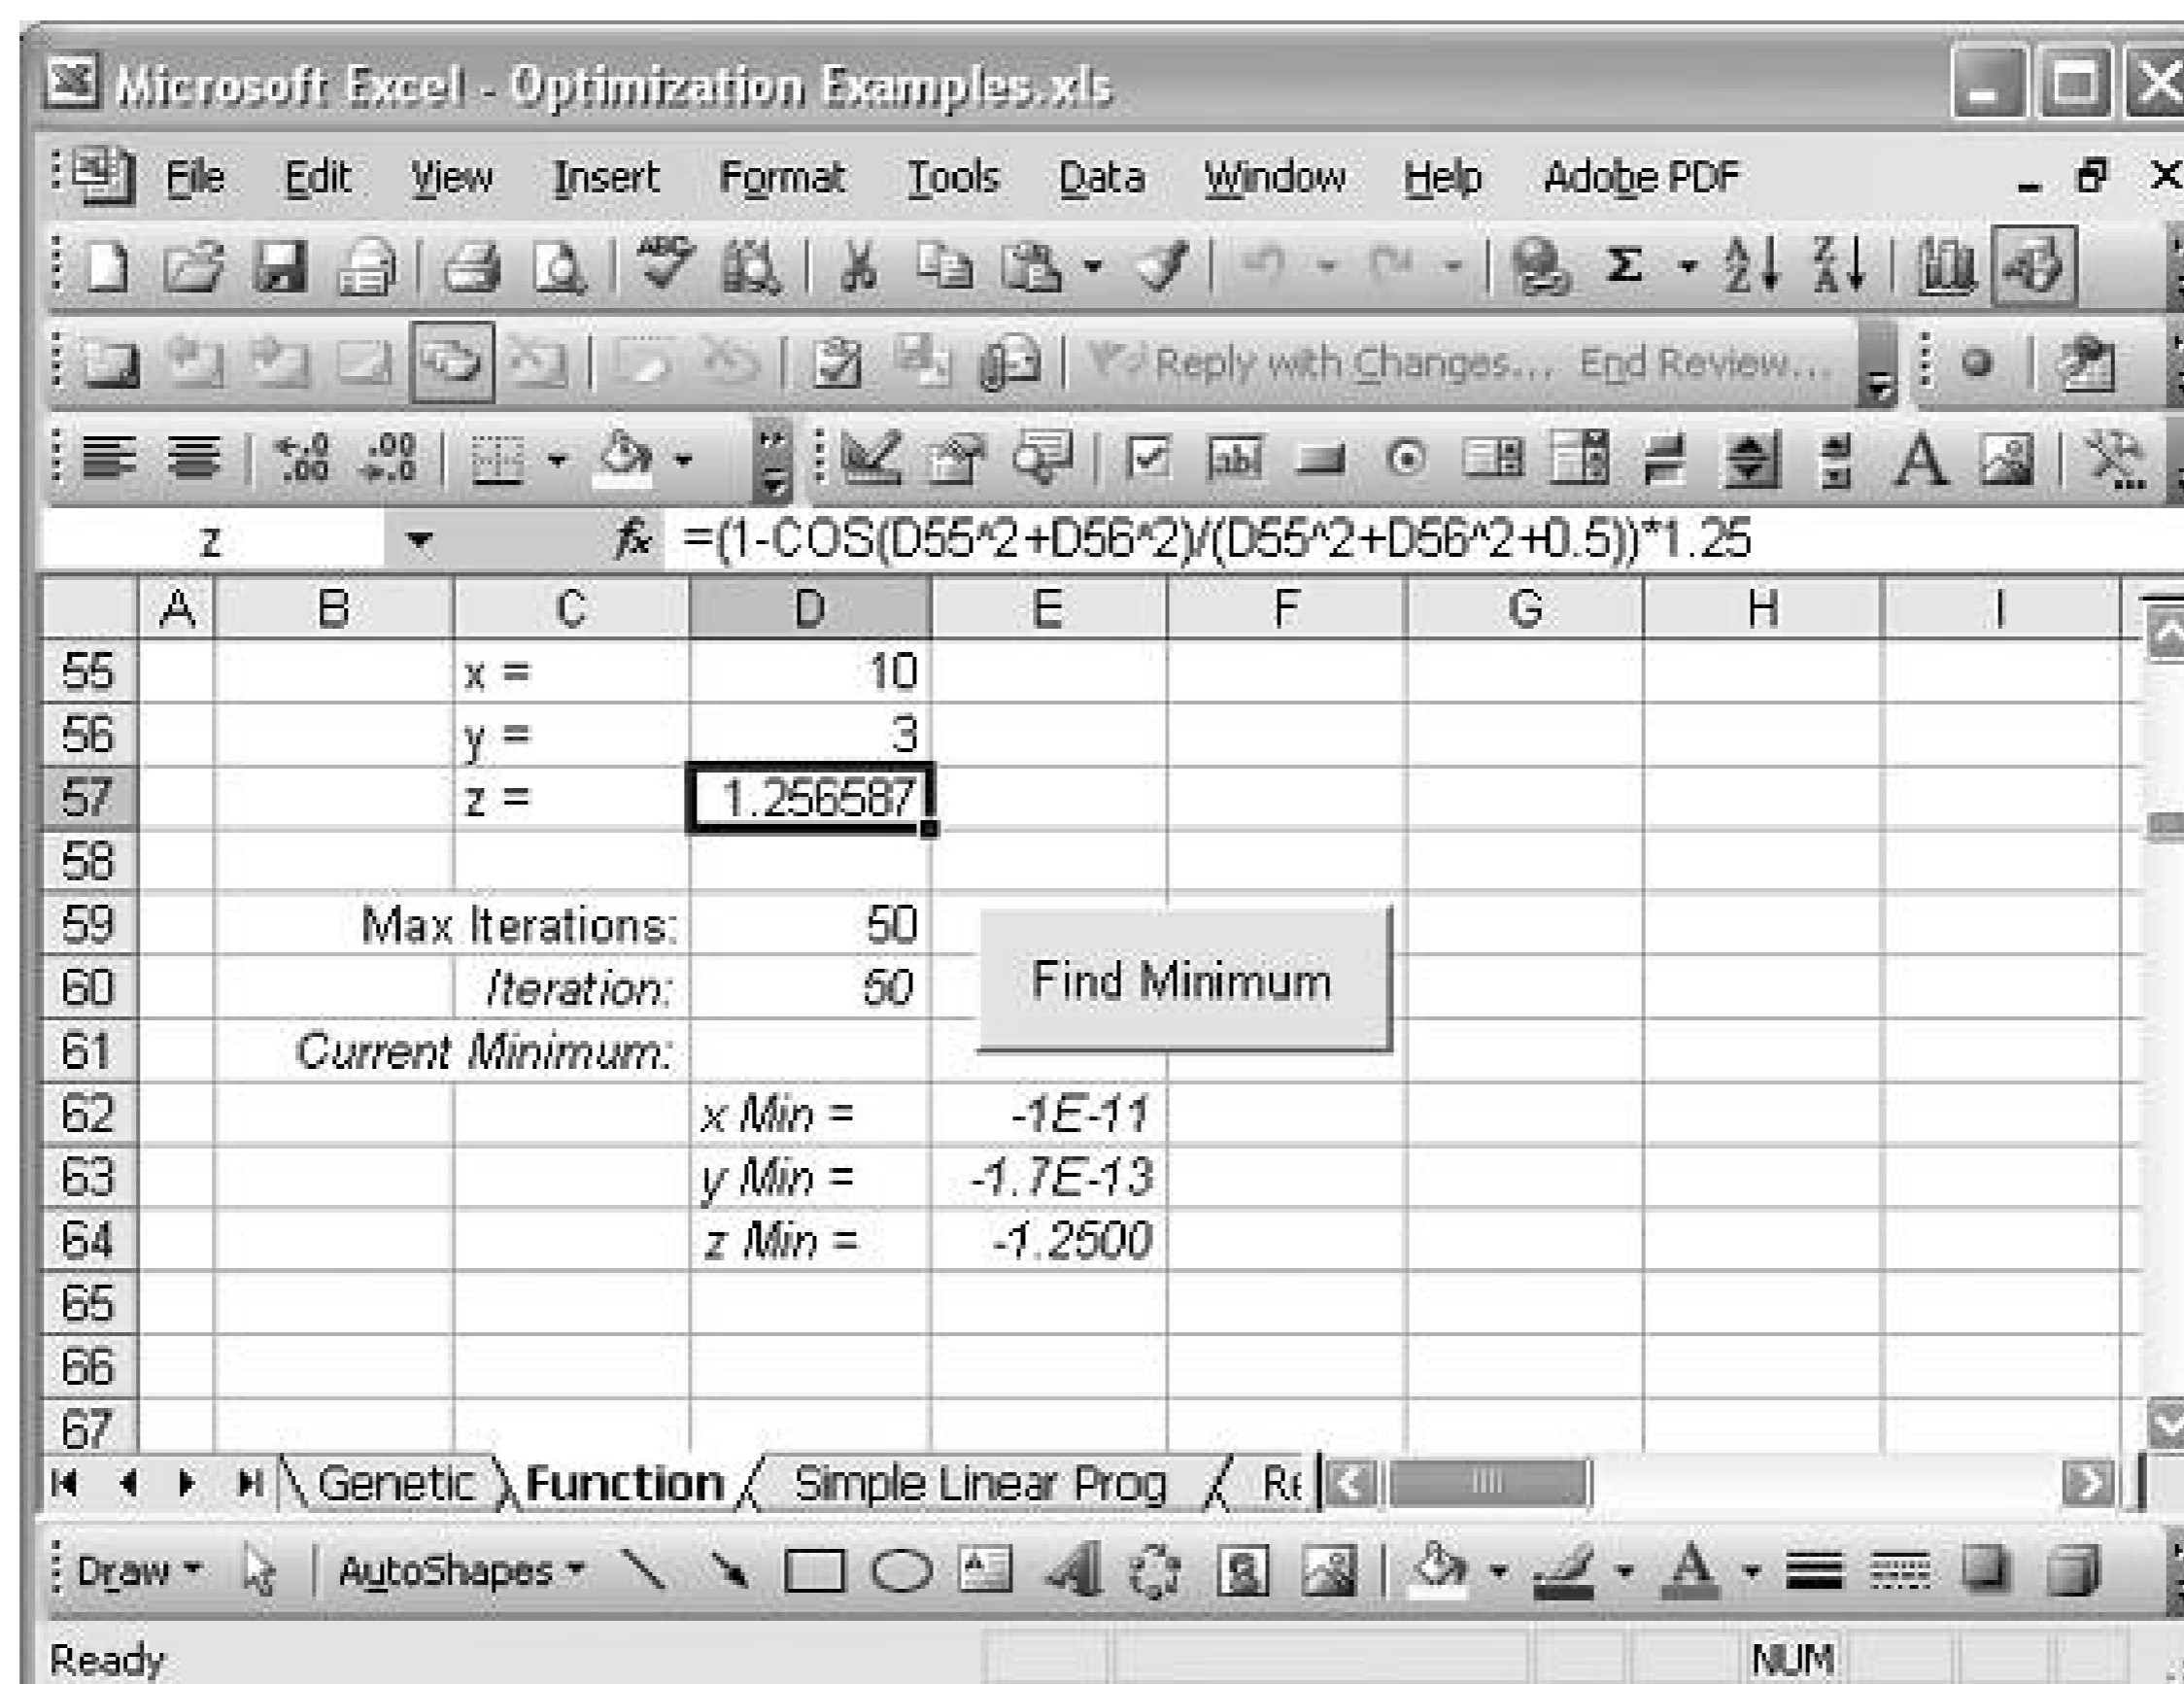 Microsoft Excel - Optimization Examples.xls
File Edit View Insert Format Tools Data Window Help Adobe PDF
Reply with Changes... End Review...
z fx =(1-COS(D55^2+D56^2)/(D55^2+D56^2+0.5))*1.25
A B C D E F G H I
55 x = 10
56 y = 3
57 z = 1.256587
58
59 Max Iterations: 50
Find Minimum
60 Iteration: 50
61 Current Minimum:
62 x Min = -1E-11
63 y Min = -1.7E-13
64 z Min = -1.2500
65
66
67
Genetic Function Simple Linear Prog
Draw AutoShapes
Ready NUM